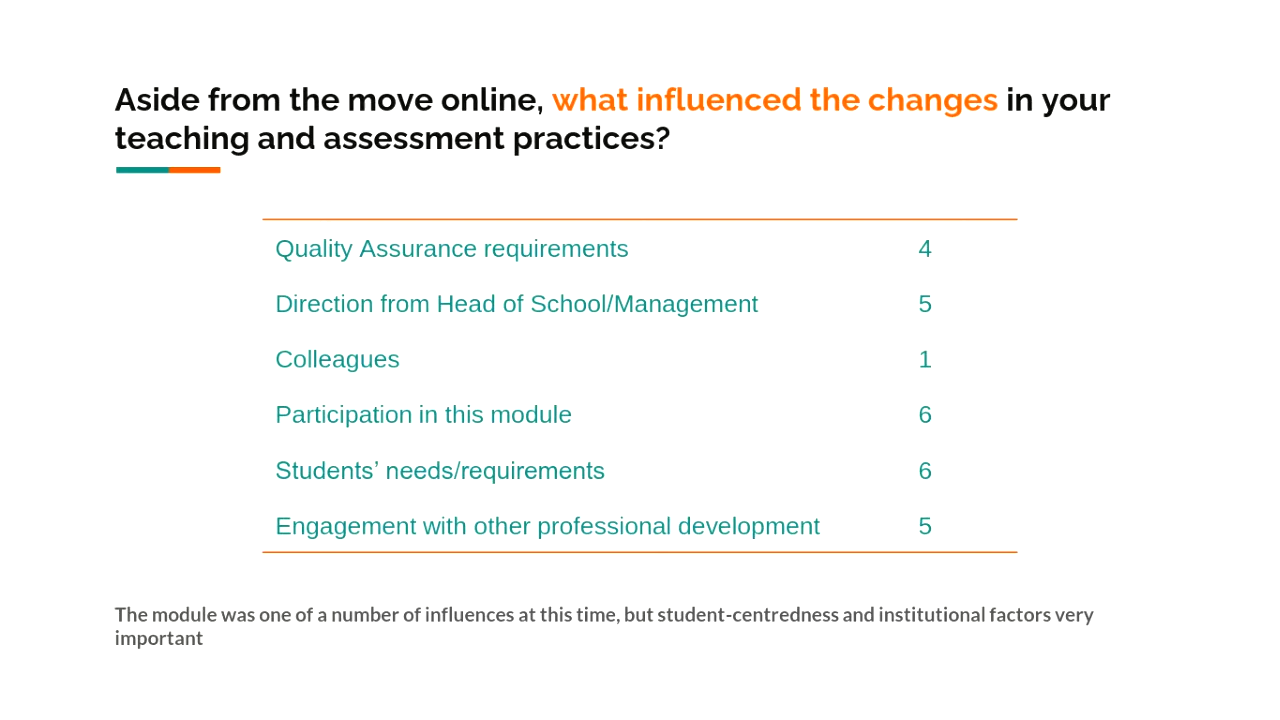 Aside from the move online, what influenced the changes in your
teaching and assessment practices?
Quality Assurance requirements 4
Direction from Head of School/Management 5
Colleagues 1
Participation in this module 6
Students’ needs/requirements 6
Engagement with other professional development 5
The module was one of a number of influences at this time, but student-centredness and institutional factors very
important